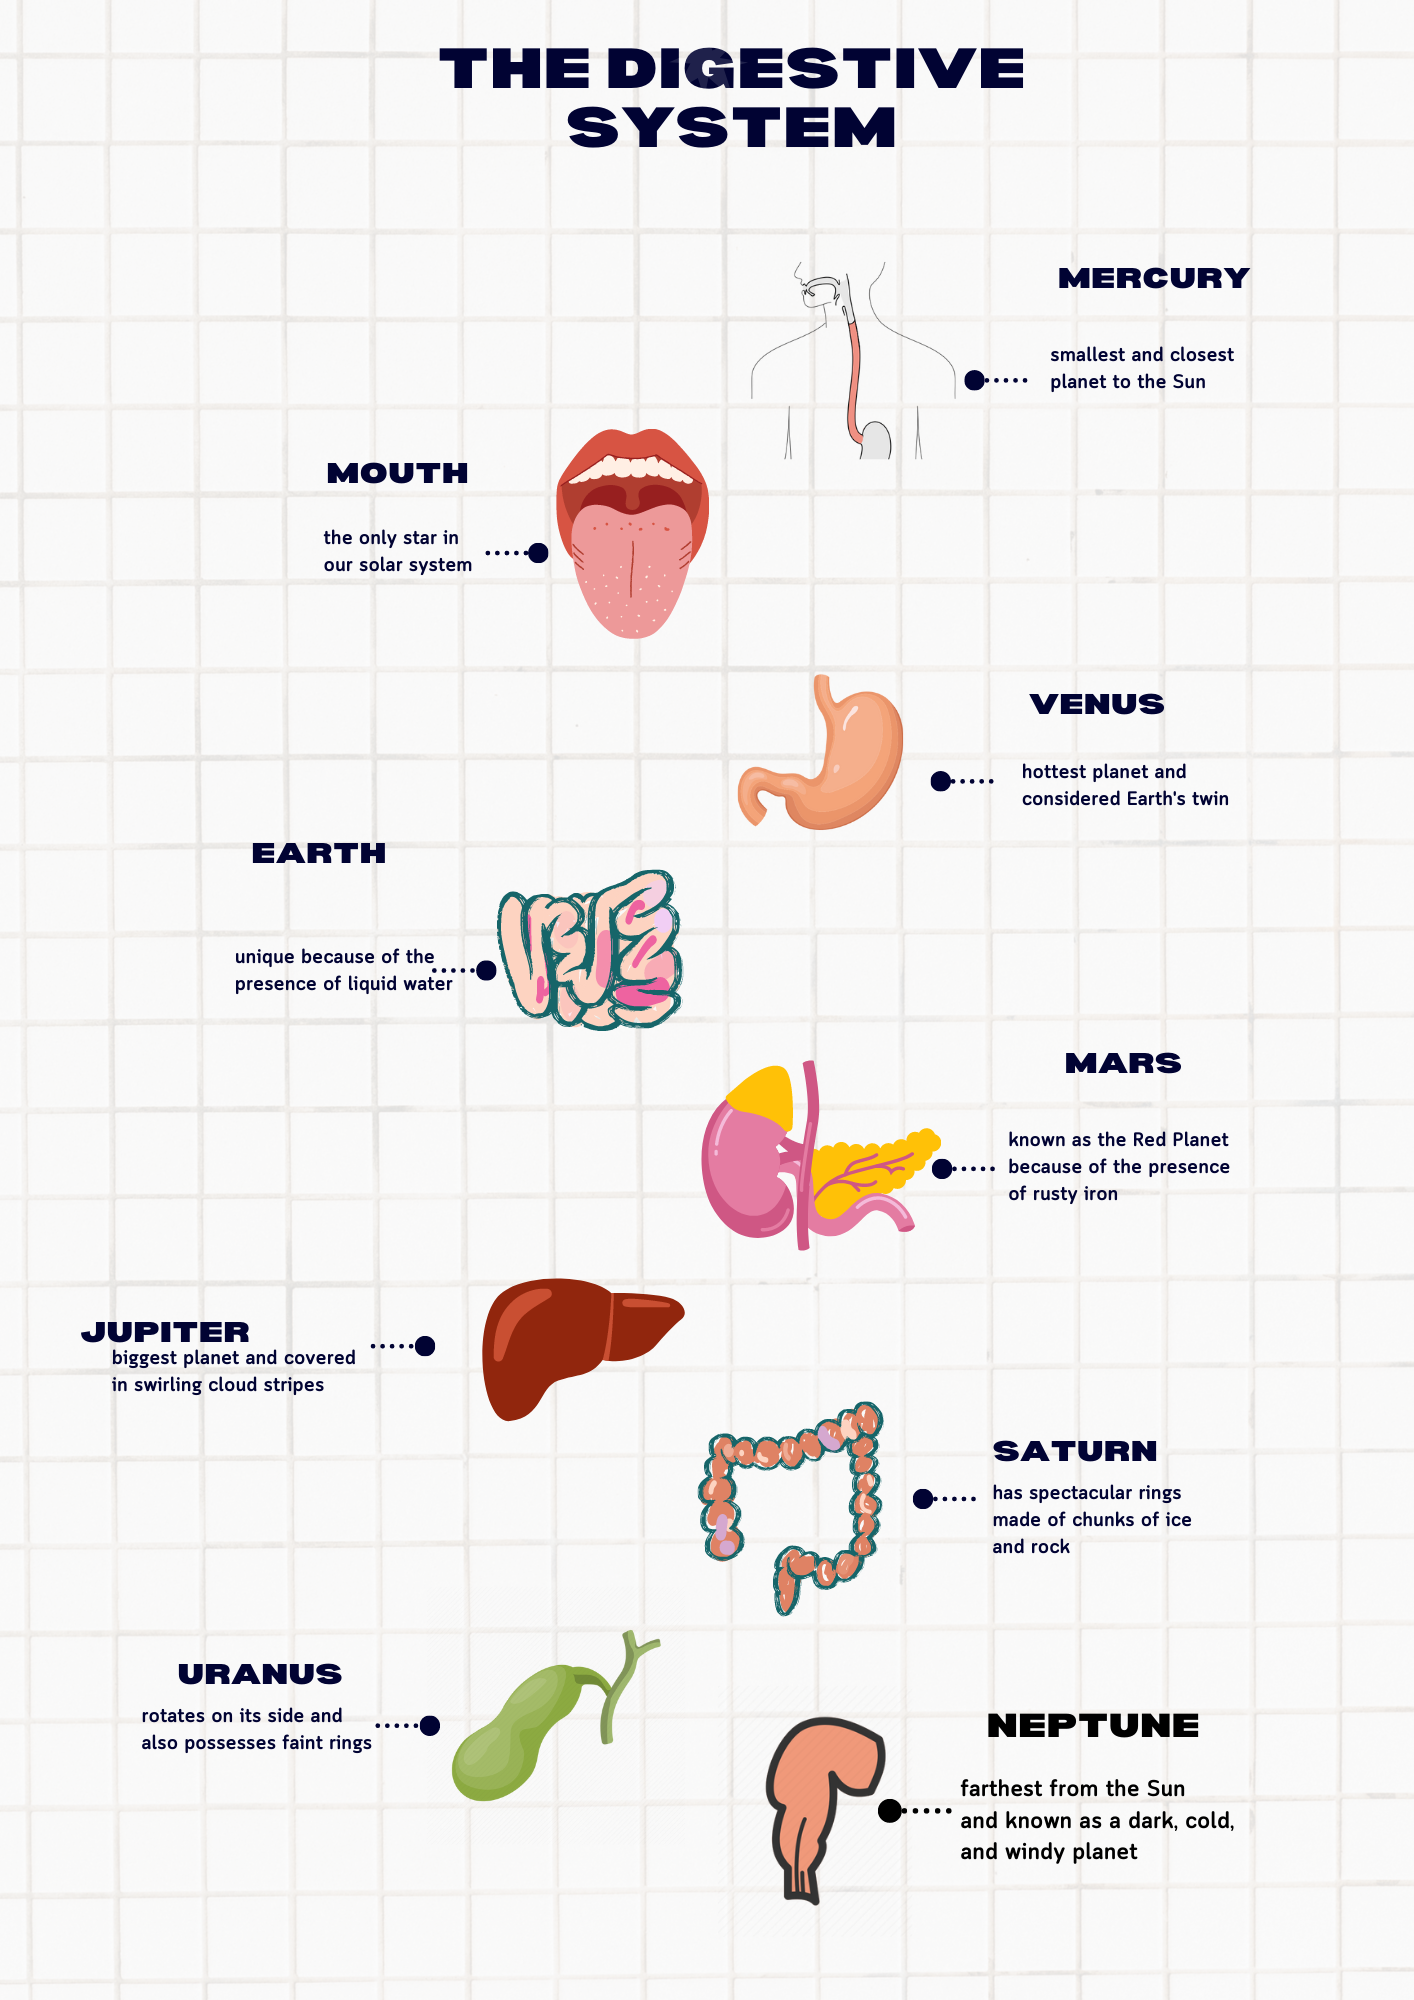 THE DIGESTIVE
SYSTEM
MERCURY
smallest and closest
planet to the Sun
MOUTH
the only star in
our solar system
VENUS
hottest planet and
considered Earth's twin
EARTH
unique because of the
presence of liquid water
MARS
known as the Red Planet
because of the presence
of rusty iron
JUPITER
biggest planet and covered
in swirling cloud stripes
SATURN
has spectacular rings
made of chunks of ice
and rock
URANUS
rotates on its side and
also possesses faint rings
NEPTUNE
farthest from the Sun
and known as a dark, cold,
and windy planet